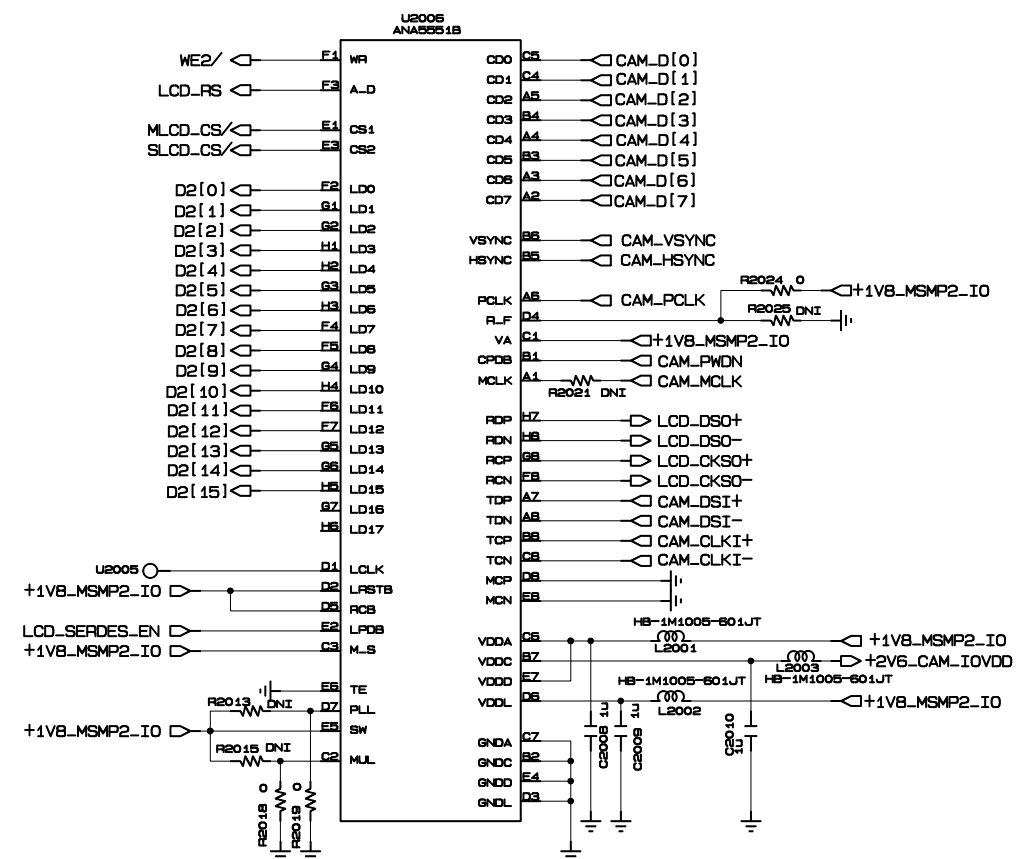 U2006
ANA5551B
WE2/ F1 WR CD0 C5 CAM_D[0]
CD1 C4 CAM_D[1]
LCD_RS F3 A_D CD2 A5 CAM_D[2]
CD3 B4 CAM_D[3]
MLCD_CS/ E1 CS1 CD4 A4 CAM_D[4]
SLCD_CS/ E3 CS2 CD5 B3 CAM_D[5]
CD6 A3 CAM_D[6]
D2[0] F2 LD0 CD7 A2 CAM_D[7]
D2[1] G1 LD1
D2[2] G2 LD2 VSYNC B6 CAM_VSYNC
D2[3] H1 LD3 HSYNC B5 CAM_HSYNC
D2[4] H2 LD4
R2024 0
D2[5] G3 LD5 PCLK A6 CAM_PCLK +1V8_MSMP2_IO
D2[6] H3 LD6 R_F D4 R2025 DNI
D2[7] F4 LD7 VA C1 +1V8_MSMP2_IO
D2[8] F5 LD8 CPDB B1 CAM_PWDN
D2[9] G4 LD9 MCLK A1 CAM_MCLK
R2021 DNI
D2[10] H4 LD10
D2[11] F6 LD11 RDP H7 LCD_DSO+
D2[12] F7 LD12 RDN H8 LCD_DSO-
D2[13] G5 LD13 RCP G8 LCD_CKSO+
D2[14] G6 LD14 RCN F8 LCD_CKSO-
D2[15] H5 LD15 TDP A7 CAM_DSI+
G7 LD16 TDN A8 CAM_DSI-
H6 LD17 TCP B8 CAM_CLKI+
TCN C8 CAM_CLKI-
U2005 D1 LCLK MCP D8
+1V8_MSMP2_IO D2 LRSTB MCN E8
D5 RCB
HB-1M1005-601JT
LCD_SERDES_EN E2 LPDB VDDA C6 L2001 +1V8_MSMP2_IO
+1V8_MSMP2_IO C3 M_S VDDC B7 L2003 +2V6_CAM_IOVDD
VDDD E7 HB-1M1005-601JT HB-1M1005-601JT
E6 TE VDDL D6 L2002 +1V8_MSMP2_IO
R2013 DNI
D7 PLL
+1V8_MSMP2_IO E5 SW
C2008 1u C2009 1u C2010 1u
GNDA C7
R2015 DNI
C2 MUL GNDC B2
GNDD E4
R2018 0 R2019 0
GNDL D3